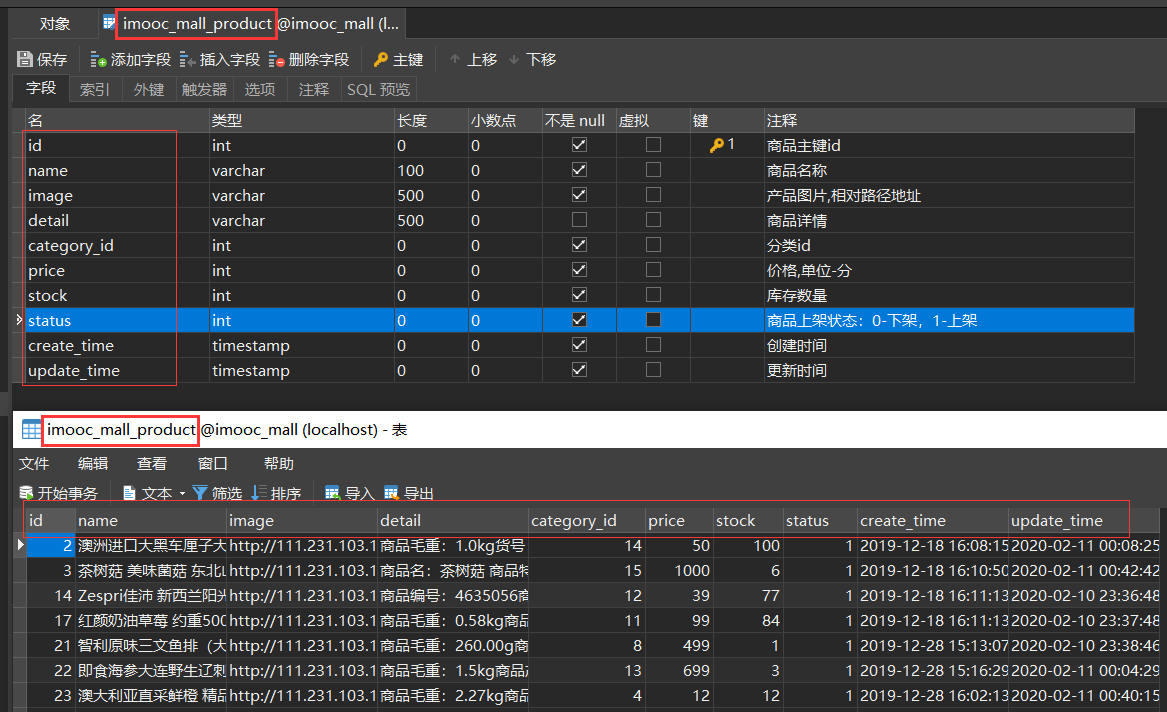 对象 imooc_mall_product @imooc_mall (l...
保存 添加字段 插入字段 删除字段 主键 上移 下移
字段 索引 外键 触发器 选项 注释 SQL 预览
名 类型 长度 小数点 不是 null 虚拟 键 注释
id int 0 0 1 商品主键id
name varchar 100 0 商品名称
image varchar 500 0 产品图片,相对路径地址
detail varchar 500 0 商品详情
category_id int 0 0 分类id
price int 0 0 价格,单位-分
stock int 0 0 库存数量
status int 0 0 商品上架状态：0-下架，1-上架
create_time timestamp 0 0 创建时间
update_time timestamp 0 0 更新时间
imooc_mall_product @imooc_mall (localhost) - 表
文件 编辑 查看 窗口 帮助
开始事务 文本 筛选 排序 导入 导出
id name image detail category_id price stock status create_time update_time
2 澳洲进口大黑车厘子大 http://111.231.103.1 商品毛重：1.0kg货号 14 50 100 1 2019-12-18 16:08:15 2020-02-11 00:08:25
3 茶树菇 美味菌菇 东北山 http://111.231.103.1 商品名：茶树菇 商品特 15 1000 6 1 2019-12-18 16:10:50 2020-02-11 00:42:42
14 Zespri佳沛 新西兰阳光 http://111.231.103.1 商品编号：4635056商 12 39 77 1 2019-12-18 16:11:13 2020-02-10 23:36:48
17 红颜奶油草莓 约重500 http://111.231.103.1 商品毛重：0.58kg商品 11 99 84 1 2019-12-18 16:11:13 2020-02-10 23:37:48
21 智利原味三文鱼排（大 http://111.231.103.1 商品毛重：260.00g商 8 499 1 1 2019-12-28 15:13:07 2020-02-10 23:38:46
22 即食海参大连野生辽刺 http://111.231.103.1 商品毛重：1.5kg商品 13 699 3 1 2019-12-28 15:16:29 2020-02-11 00:04:29
23 澳大利亚直采鲜橙 精品 http://111.231.103.1 商品毛重：2.27kg商品 4 12 12 1 2019-12-28 16:02:13 2020-02-11 00:40:15